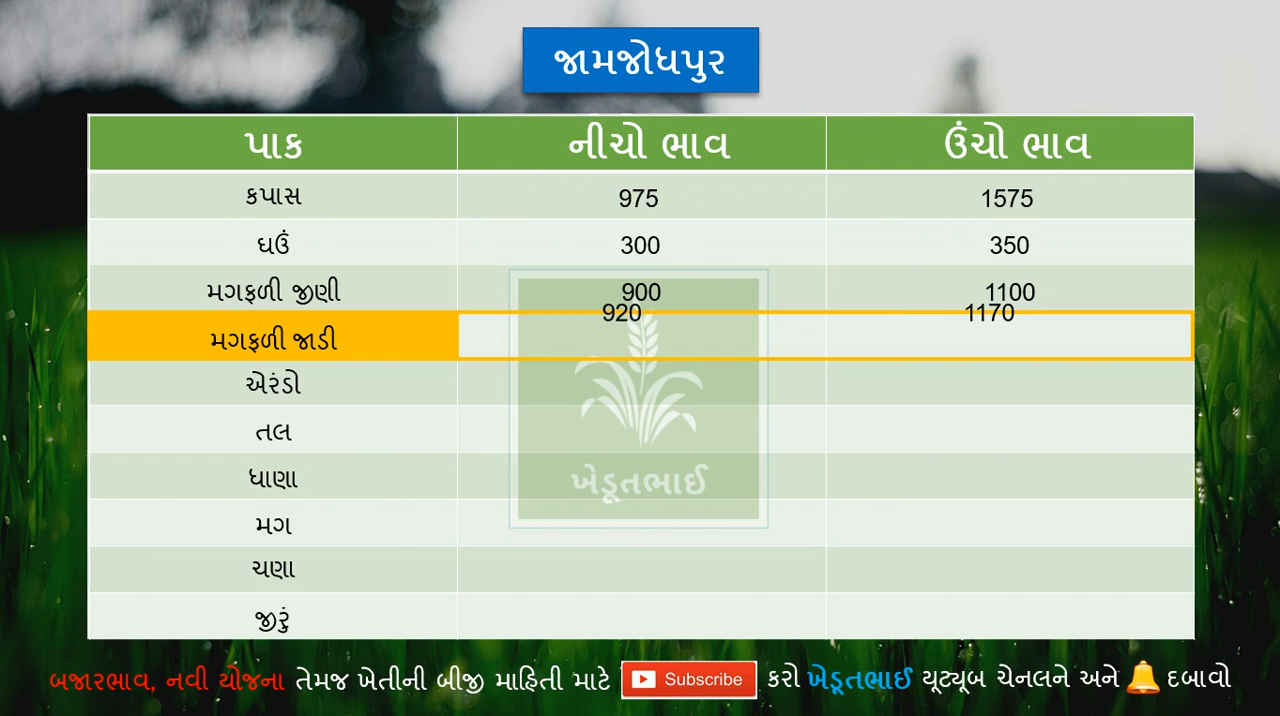 જામજોધપુર
પાક નીચો ભાવ ઉંચો ભાવ
કપાસ 975 1575
ઘઉં 300 350
મગફળી જીણી 900 1100
મગફળી જાડી 920 1170
એરંડો
તલ
ધાણા
મગ
ચણા
જીરું
ખેડૂતભાઈ
બજારભાવ, નવી યોજના તેમજ ખેતીની બીજી માહિતી માટે Subscribe કરો ખેડૂતભાઈ યૂટ્યૂબ ચેનલને અને 🔔 દબાવો